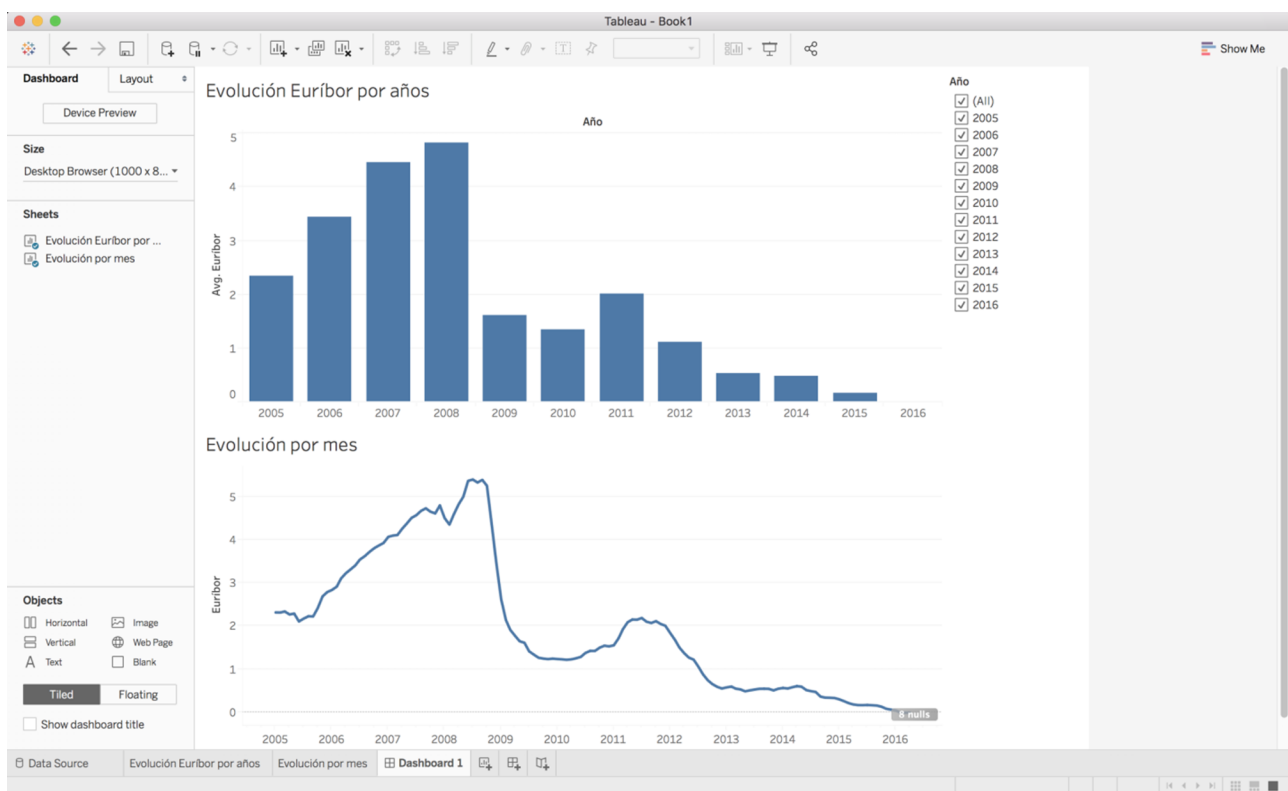 Tableau - Book1
Show Me
Dashboard
Layout
Device Preview
Size
Desktop Browser (1000 x 8...
Sheets
Evolución Euríbor por ...
Evolución por mes
Objects
Horizontal
Image
Vertical
Web Page
A Text
Blank
Tiled
Floating
Show dashboard title
Evolución Euríbor por años
Año
Avg. Euríbor
5
4
3
2
1
0
2005 2006 2007 2008 2009 2010 2011 2012 2013 2014 2015 2016
Evolución por mes
Euríbor
5
4
3
2
1
0
8 nulls
2005 2006 2007 2008 2009 2010 2011 2012 2013 2014 2015 2016
Año
(All)
2005
2006
2007
2008
2009
2010
2011
2012
2013
2014
2015
2016
Data Source
Evolución Euríbor por años
Evolución por mes
Dashboard 1